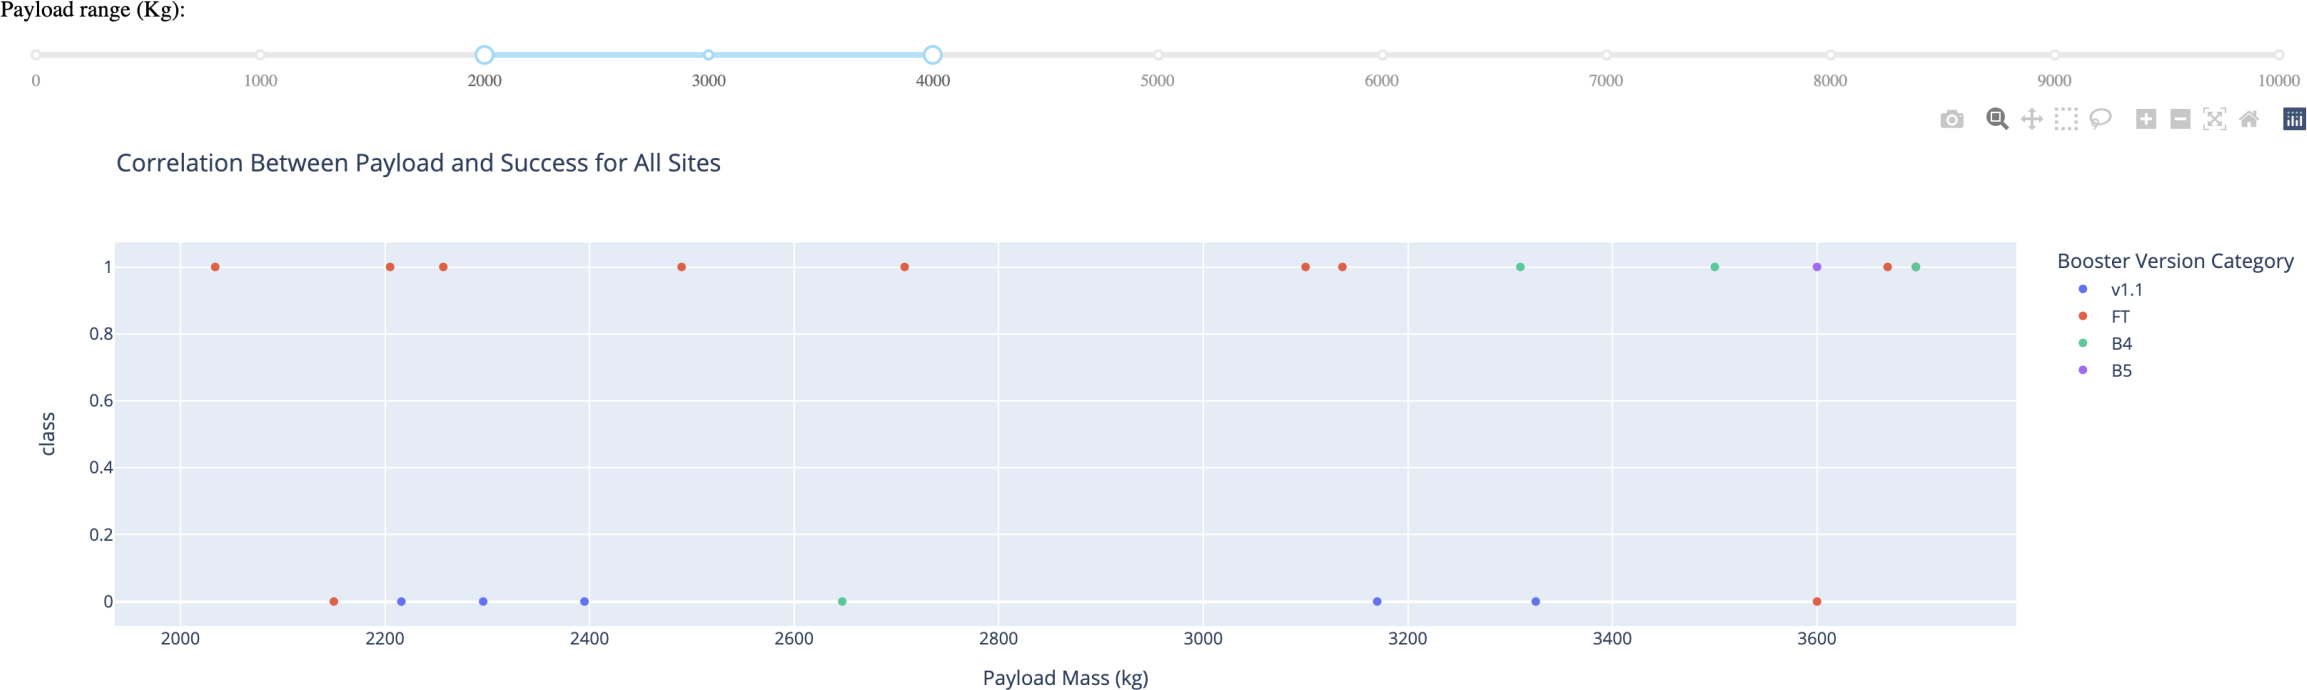 Payload range (Kg):
0 1000 2000 3000 4000 5000 6000 7000 8000 9000 10000
Correlation Between Payload and Success for All Sites
Booster Version Category
v1.1
FT
B4
B5
1
0.8
0.6
0.4
0.2
0
class
2000 2200 2400 2600 2800 3000 3200 3400 3600
Payload Mass (kg)